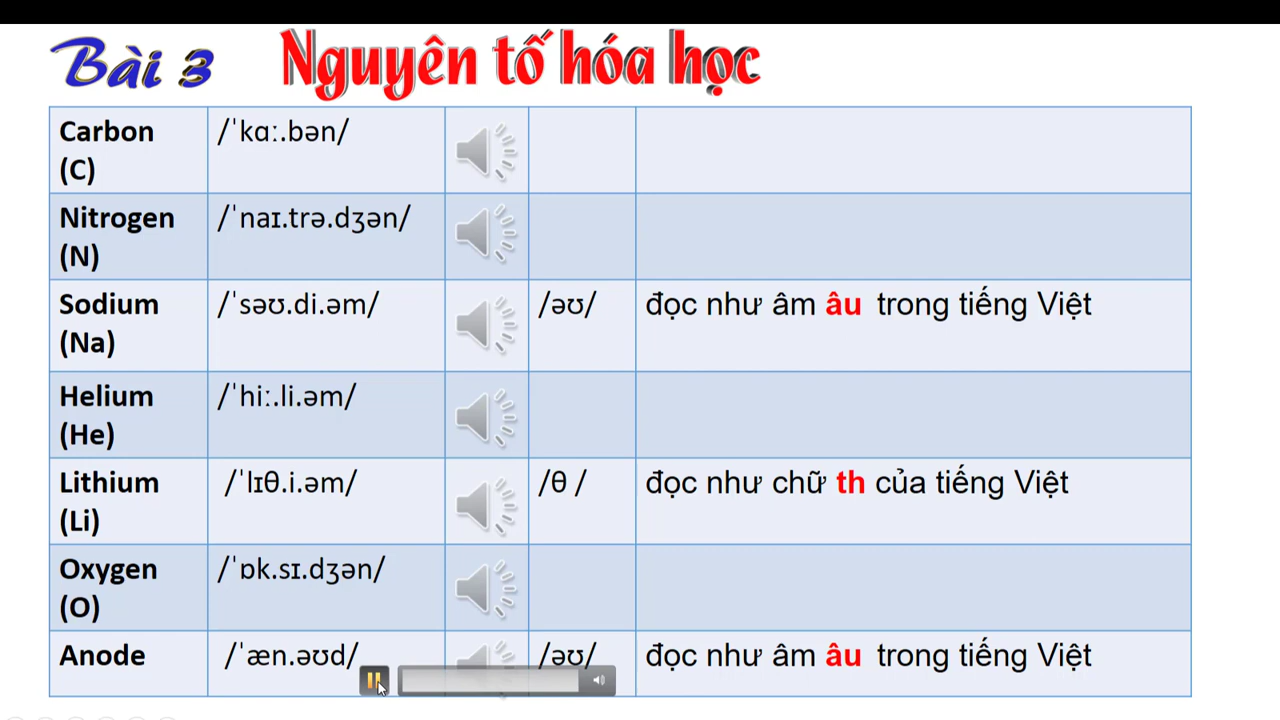 Bài 3 Nguyên tố hóa học
Carbon /ˈkɑː.bən/
(C)
Nitrogen /ˈnaɪ.trə.dʒən/
(N)
Sodium /ˈsəʊ.di.əm/ /əʊ/ đọc như âm âu trong tiếng Việt
(Na)
Helium /ˈhiː.li.əm/
(He)
Lithium /ˈlɪθ.i.əm/ /θ / đọc như chữ th của tiếng Việt
(Li)
Oxygen /ˈɒk.sɪ.dʒən/
(O)
Anode /ˈæn.əʊd/ /əʊ/ đọc như âm âu trong tiếng Việt